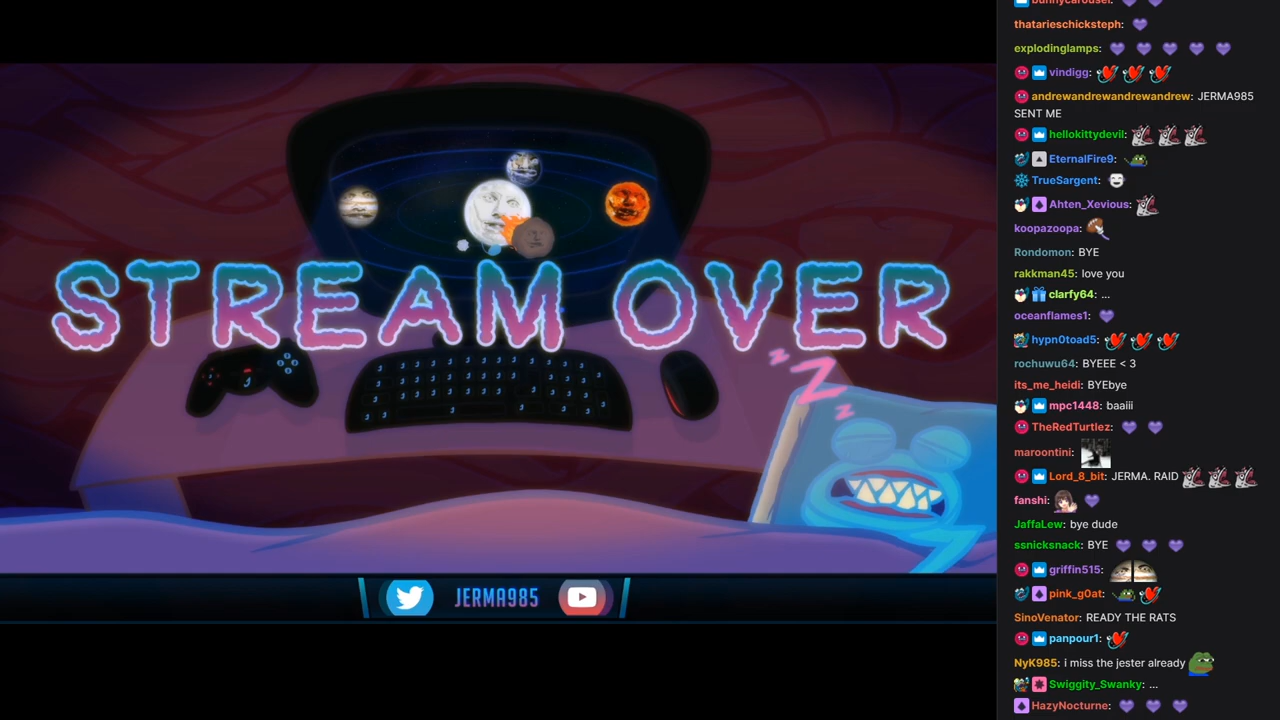 STREAM OVER
z
Z
z
JERMA985
thatarieschicksteph:
explodinglamps:
vindigg:
andrewandrewandrewandrew: JERMA985
SENT ME
hellokittydevil:
EternalFire9:
TrueSargent:
Ahten_Xevious:
koopazoopa:
Rondomon: BYE
rakkman45: love you
clarfy64: ...
oceanflames1:
hypn0toad5:
rochuwu64: BYEEE < 3
its_me_heidi: BYEbye
mpc1448: baaiii
TheRedTurtlez:
maroontini:
Lord_8_bit: JERMA. RAID
fanshi:
JaffaLew: bye dude
ssnicksnack: BYE
griffin515:
pink_g0at:
SinoVenator: READY THE RATS
panpour1:
NyK985: i miss the jester already
Swiggity_Swanky: ...
HazyNocturne: